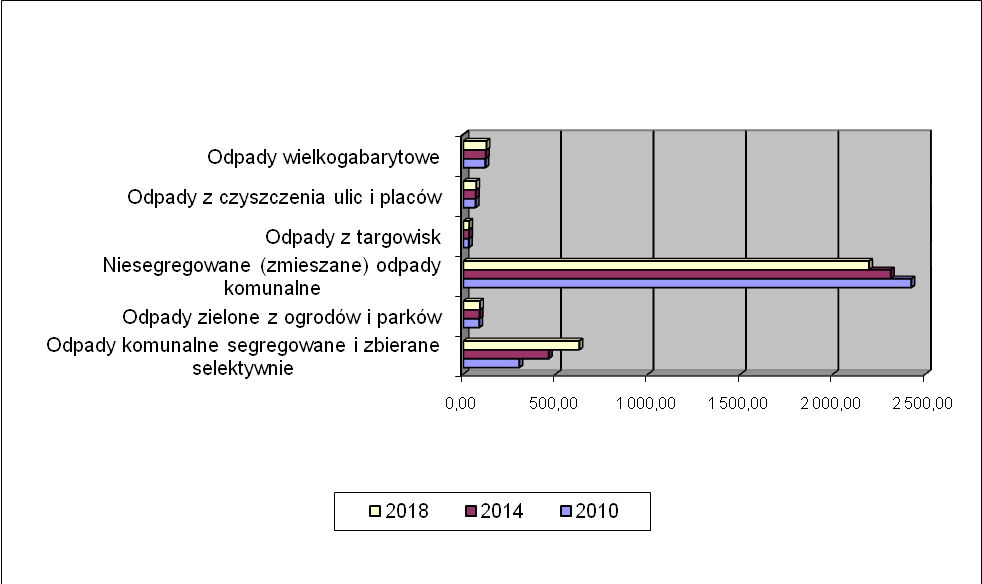 Odpady wielkogabarytowe
Odpady z czyszczenia ulic i placów
Odpady z targowisk
Niesegregowane (zmieszane) odpady
komunalne
Odpady zielone z ogrodów i parków
Odpady komunalne segregowane i zbierane
selektywnie
0,00 500,00 1 000,00 1 500,00 2 000,00 2 500,00
2018 2014 2010